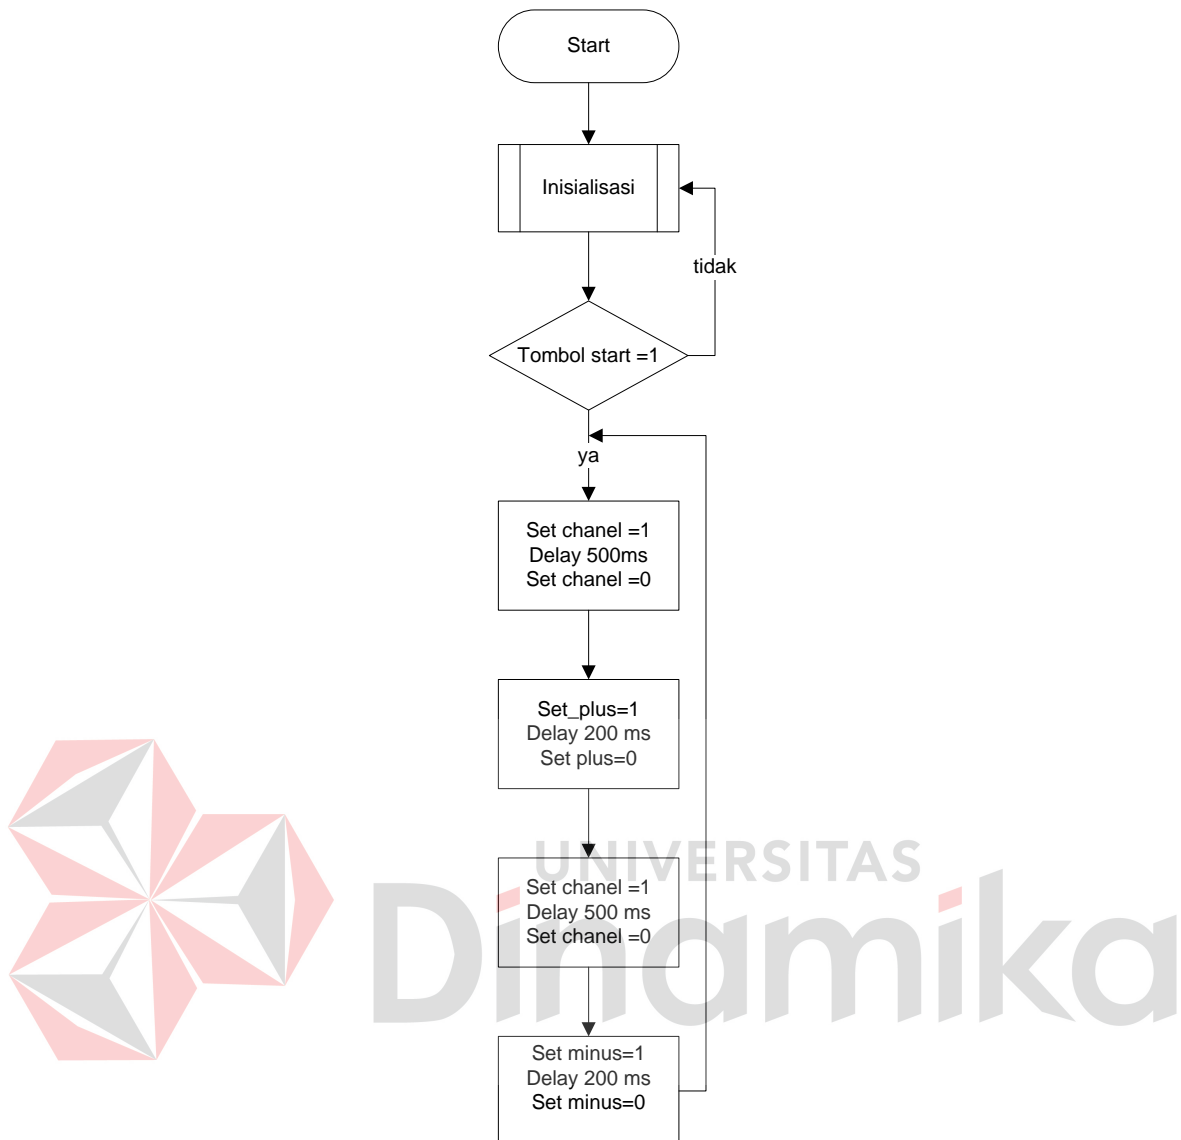 Start
Inisialisasi
tidak
Tombol start =1
ya
Set chanel =1
Delay 500ms
Set chanel =0
Set_plus=1
Delay 200 ms
Set plus=0
UNIVERSITAS
Dinamika
Set chanel =1
Delay 500 ms
Set chanel =0
Set minus=1
Delay 200 ms
Set minus=0